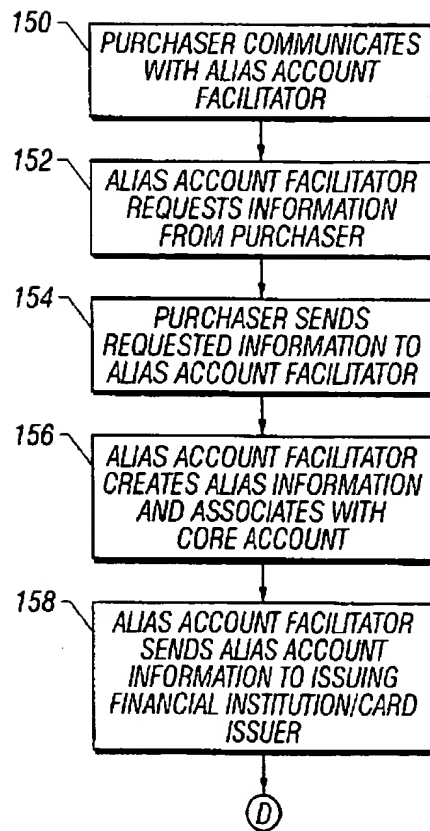 150
PURCHASER COMMUNICATES
WITH ALIAS ACCOUNT
FACILITATOR
152
ALIAS ACCOUNT FACILITATOR
REQUESTS INFORMATION
FROM PURCHASER
154
PURCHASER SENDS
REQUESTED INFORMATION TO
ALIAS ACCOUNT FACILITATOR
156
ALIAS ACCOUNT FACILITATOR
CREATES ALIAS INFORMATION
AND ASSOCIATES WITH
CORE ACCOUNT
158
ALIAS ACCOUNT FACILITATOR
SENDS ALIAS ACCOUNT
INFORMATION TO ISSUING
FINANCIAL INSTITUTION/CARD
ISSUER
D